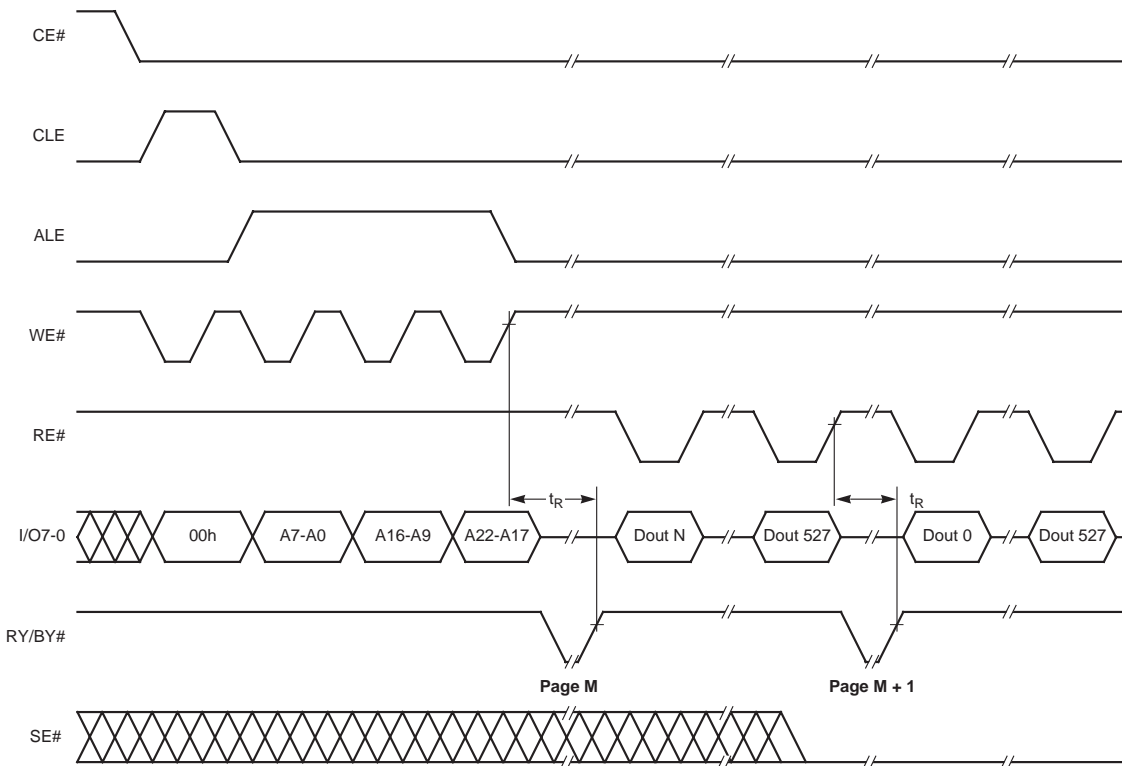 CE#
CLE
ALE
WE#
RE#
tR tR
I/O7-0 00h A7-A0 A16-A9 A22-A17 Dout N Dout 527 Dout 0 Dout 527
RY/BY#
Page M Page M + 1
SE#